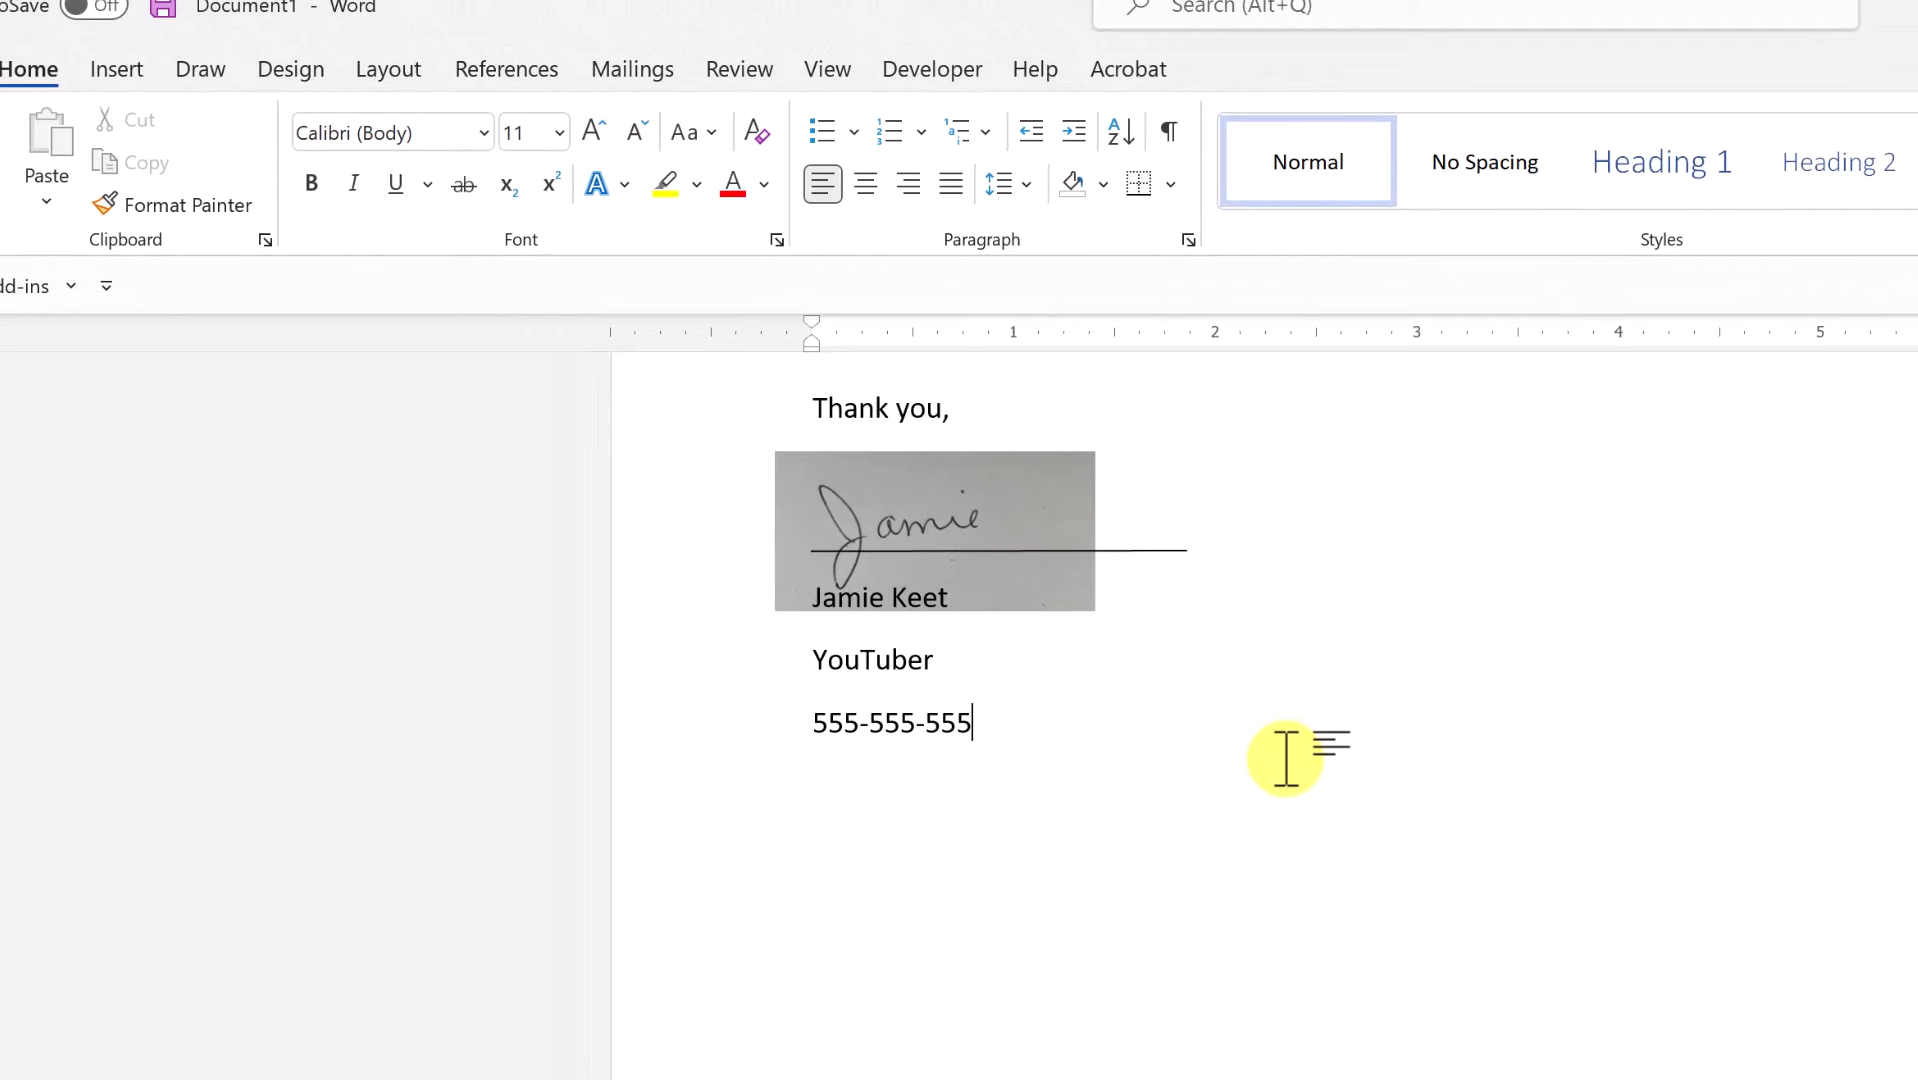 oSave Off Document1 - Word Search (Alt+Q)
Home Insert Draw Design Layout References Mailings Review View Developer Help Acrobat
Paste
Cut
Copy
Format Painter
Clipboard
Calibri (Body) 11
Font
Paragraph
Normal No Spacing Heading 1 Heading 2
Styles
dd-ins
1 2 3 4 5
Thank you,
Jamie
Jamie Keet
YouTuber
555-555-555